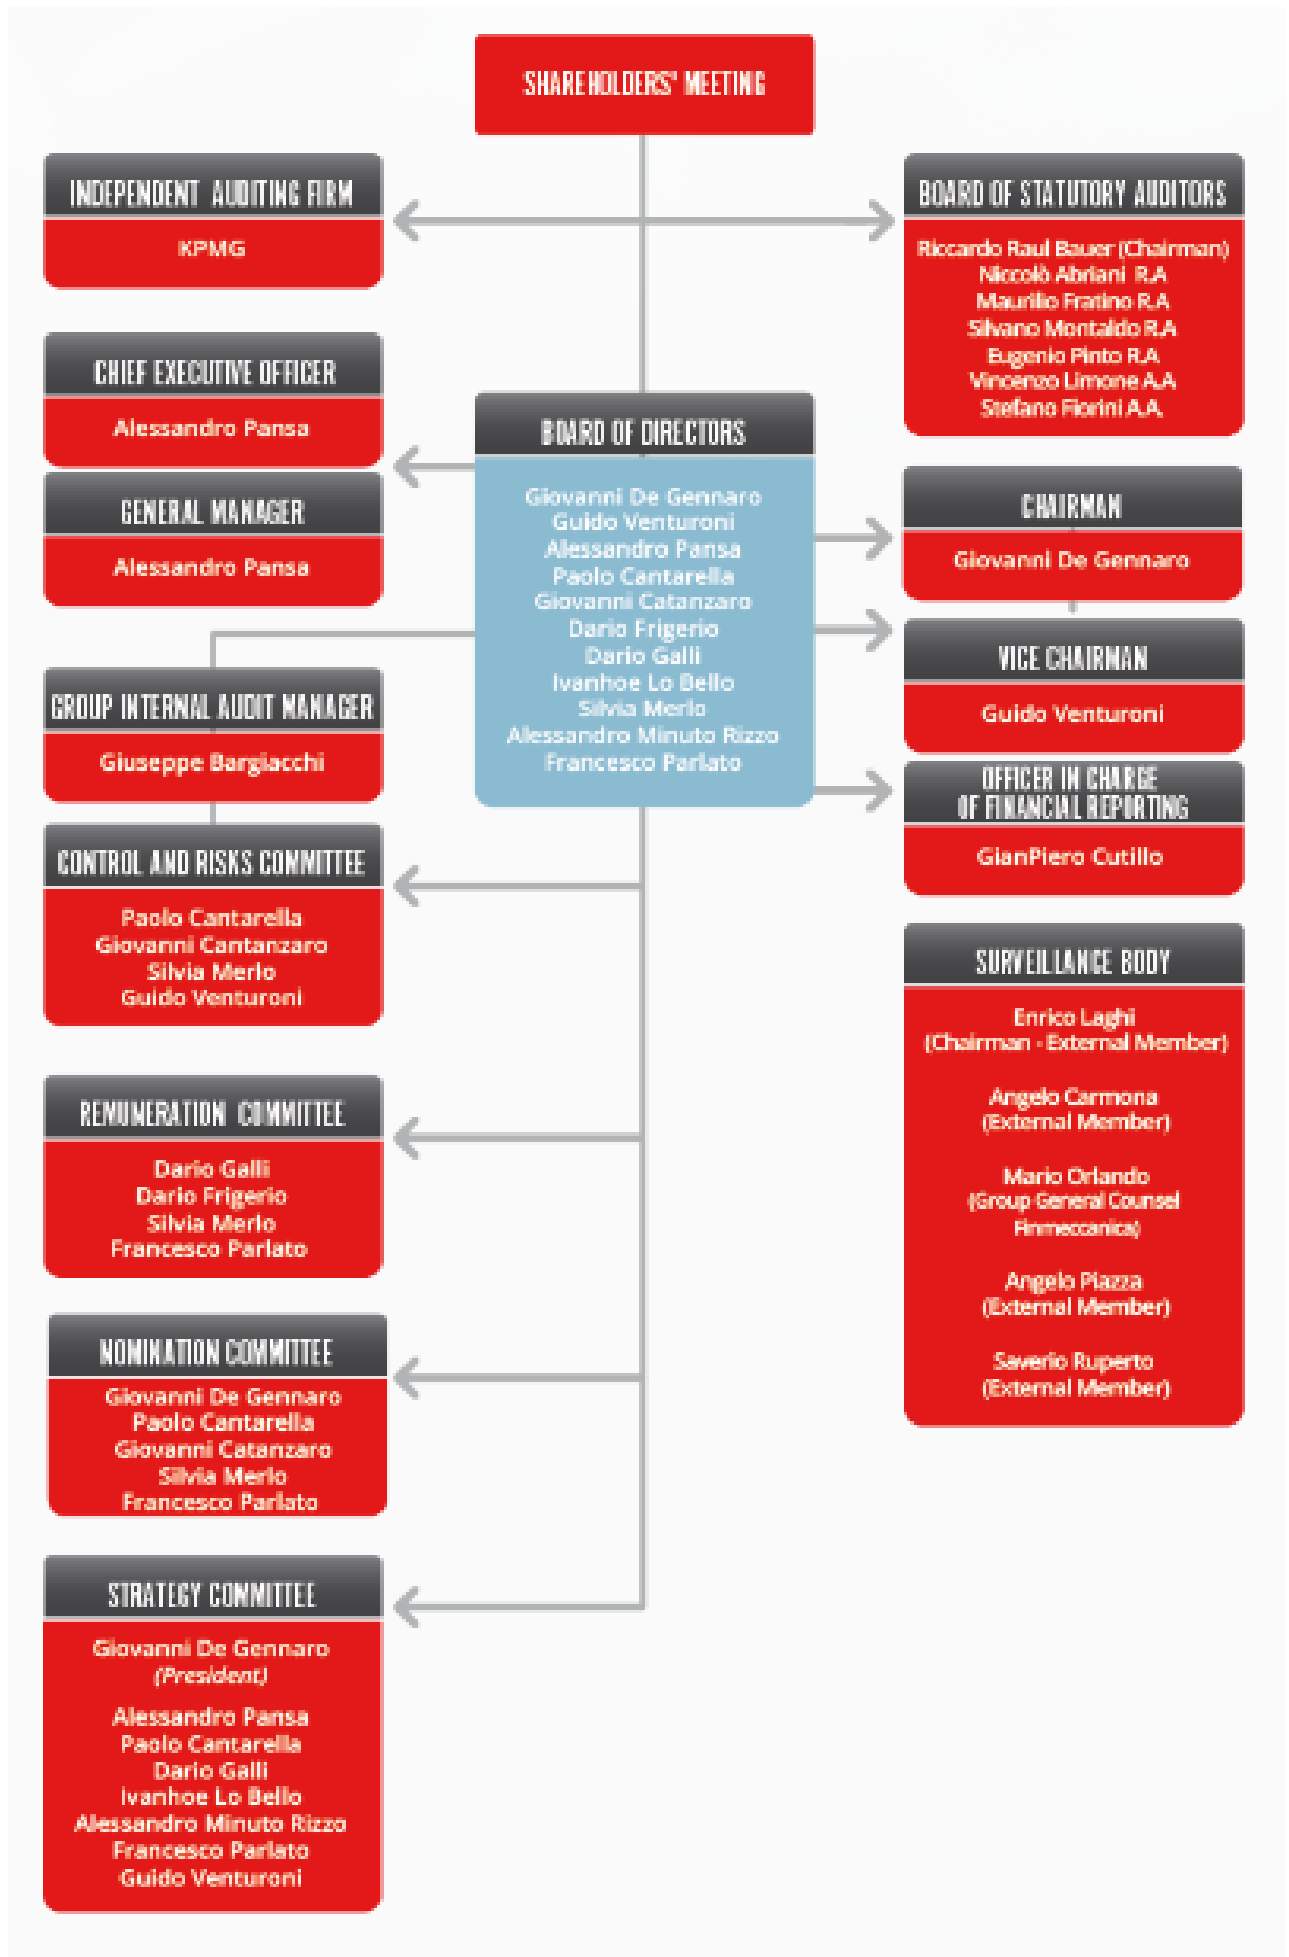 SHAREHOLDERS' MEETING
INDEPENDENT AUDITING FIRM
KPMG
BOARD OF STATUTORY AUDITORS
Riccardo Raul Bauer (Chairman)
Niccolò Abriani R.A
Maurilio Fratino R.A
Silvano Montaldo R.A
Eugenio Pinto R.A
Vincenzo Limone A.A
Stefano Fiorini A.A.
CHIEF EXECUTIVE OFFICER
Alessandro Pansa
GENERAL MANAGER
Alessandro Pansa
BOARD OF DIRECTORS
Giovanni De Gennaro
Guido Venturoni
Alessandro Pansa
Paolo Cantarella
Giovanni Catanzaro
Dario Frigerio
Dario Galli
Ivanhoe Lo Bello
Silvia Merlo
Alessandro Minuto Rizzo
Francesco Parlato
CHAIRMAN
Giovanni De Gennaro
VICE CHAIRMAN
Guido Venturoni
OFFICER IN CHARGE
OF FINANCIAL REPORTING
GianPiero Cutillo
GROUP INTERNAL AUDIT MANAGER
Giuseppe Bargiacchi
CONTROL AND RISKS COMMITTEE
Paolo Cantarella
Giovanni Cantanzaro
Silvia Merlo
Guido Venturoni
SURVEILLANCE BODY
Enrico Laghi
(Chairman - External Member)
Angelo Carmona
(External Member)
Mario Orlando
(Group General Counsel
Finmeccanica)
Angelo Piazza
(External Member)
Saverio Ruperto
(External Member)
REMUNERATION COMMITTEE
Dario Galli
Dario Frigerio
Silvia Merlo
Francesco Parlato
NOMINATION COMMITTEE
Giovanni De Gennaro
Paolo Cantarella
Giovanni Catanzaro
Silvia Merlo
Francesco Parlato
STRATEGY COMMITTEE
Giovanni De Gennaro
(President)
Alessandro Pansa
Paolo Cantarella
Dario Galli
Ivanhoe Lo Bello
Alessandro Minuto Rizzo
Francesco Parlato
Guido Venturoni